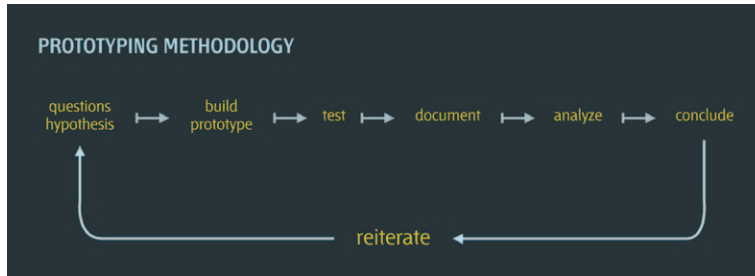 PROTOTYPING METHODOLOGY
questions
hypothesis
build
prototype
test
document
analyze
conclude
reiterate